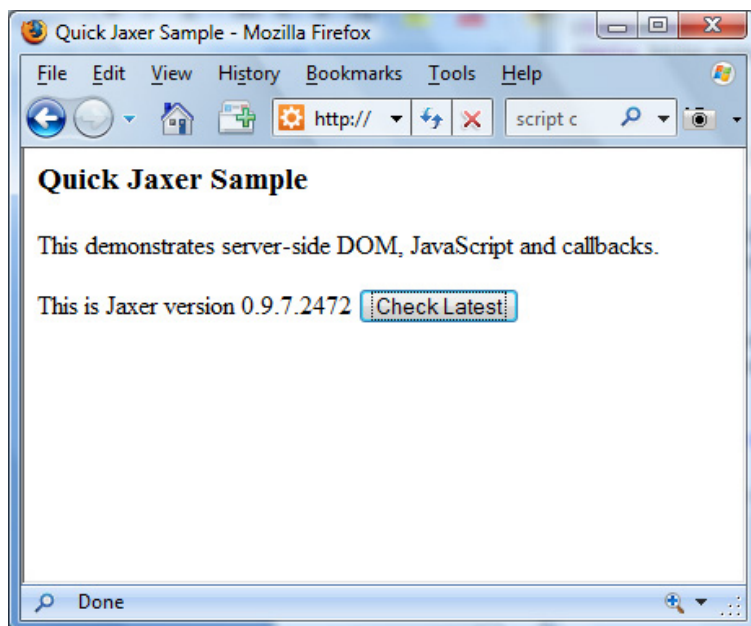 Quick Jaxer Sample - Mozilla Firefox
File Edit View History Bookmarks Tools Help
http:// script c
Quick Jaxer Sample
This demonstrates server-side DOM, JavaScript and callbacks.
This is Jaxer version 0.9.7.2472 Check Latest
Done